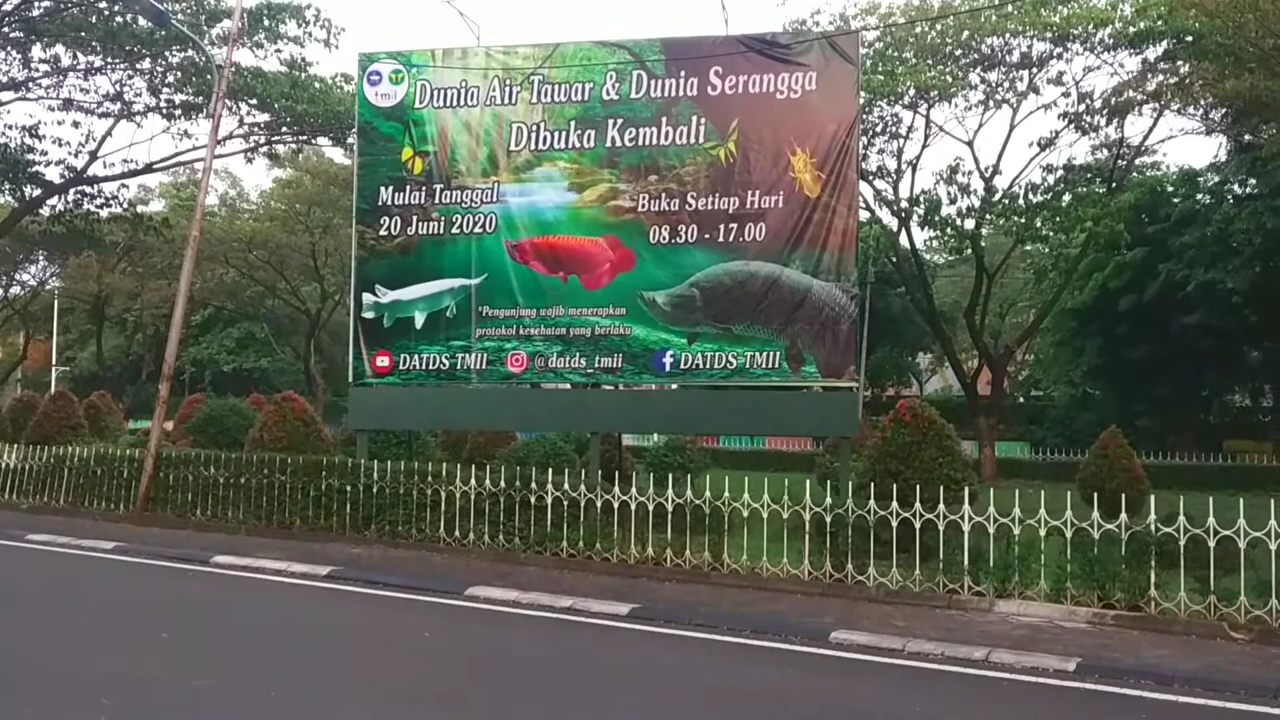 tmii
Dunia Air Tawar & Dunia Serangga
Dibuka Kembali
Mulai Tanggal
20 Juni 2020
Buka Setiap Hari
08.30 - 17.00
*Pengunjung wajib menerapkan
protokol kesehatan yang berlaku
DATDS TMII
@datds_tmii
DATDS TMII